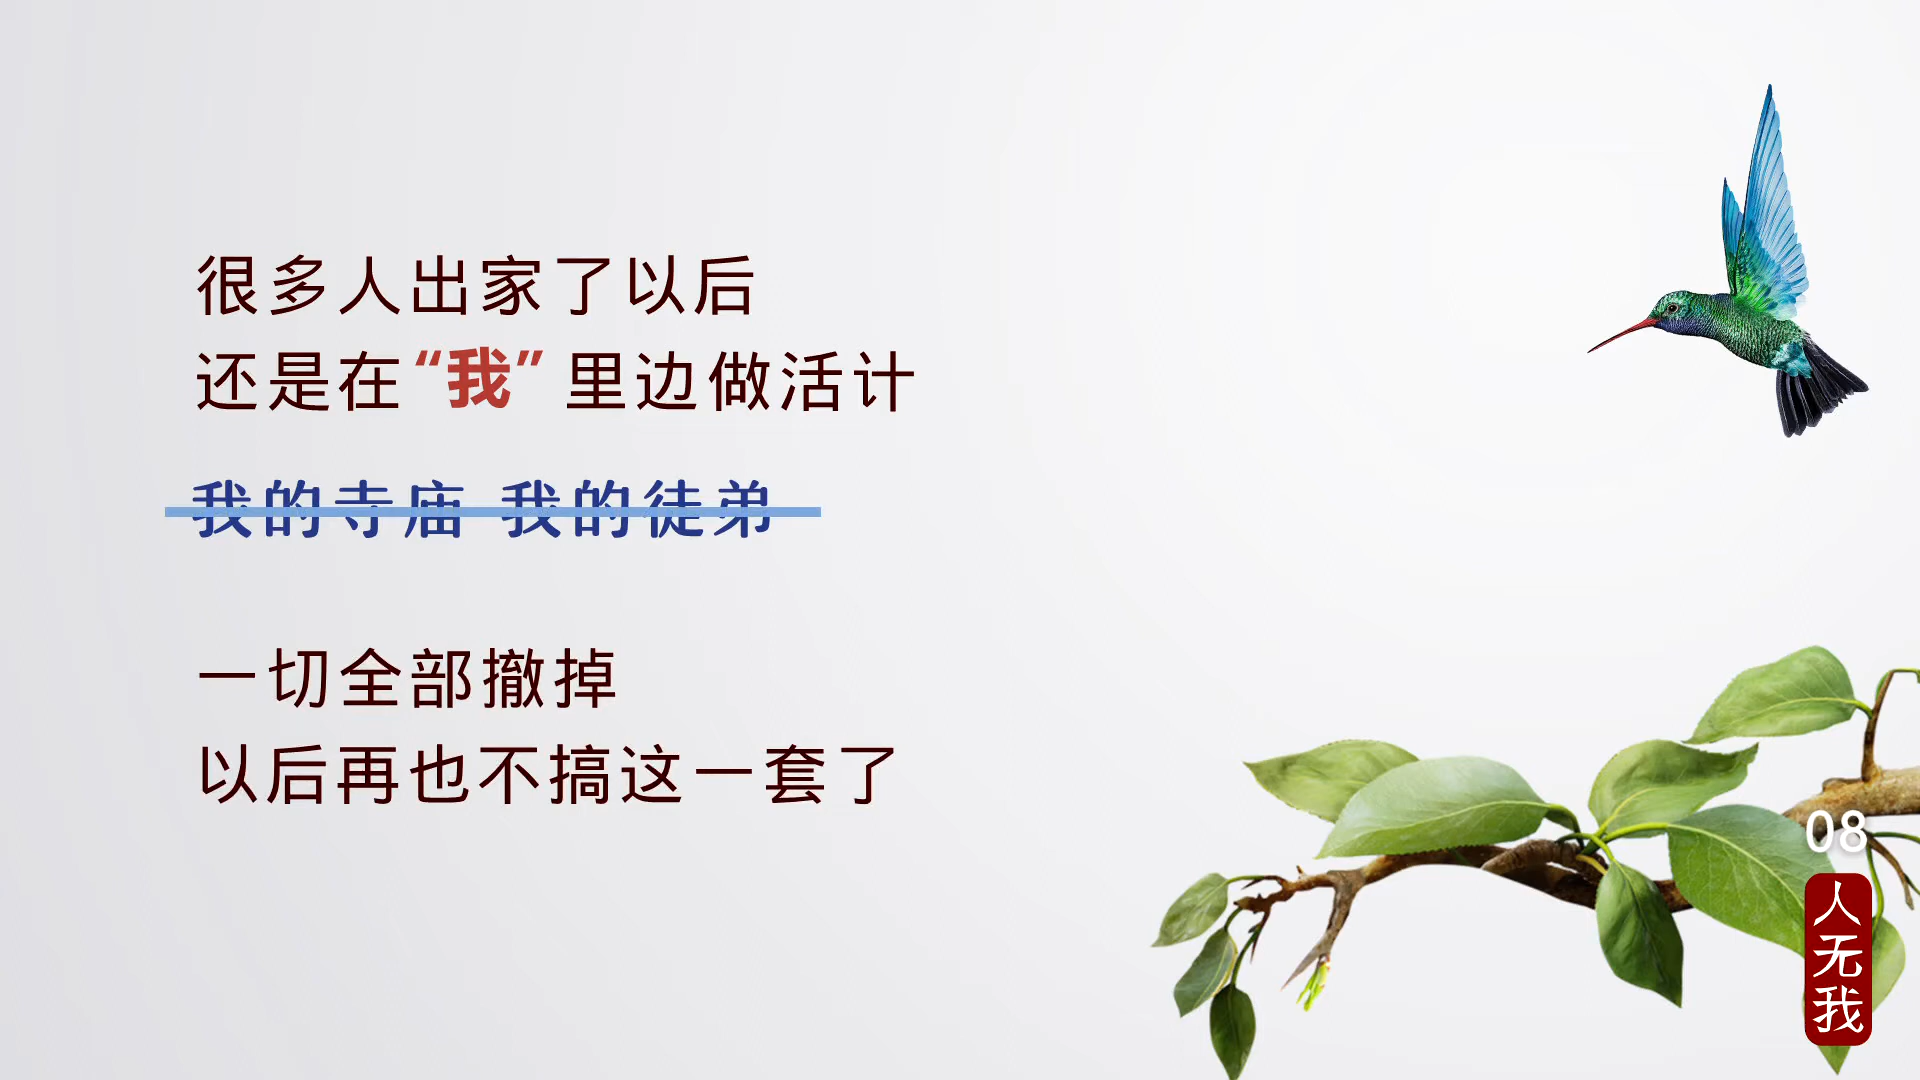 很多人出家了以后
还是在“我”里边做活计
我的寺庙 我的徒弟
一切全部撤掉
以后再也不搞这一套了
08
人无我